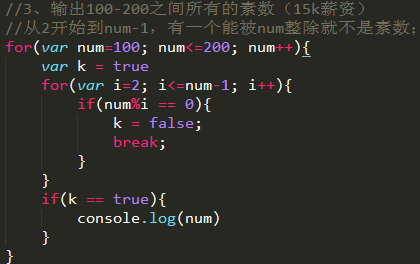 //3、输出100-200之间所有的素数（15k薪资）
//从2开始到num-1，有一个能被num整除就不是素数；
for(var num=100; num<=200; num++){
    var k = true
    for(var i=2; i<=num-1; i++){
        if(num%i == 0){
            k = false;
            break;
        }
    }
    if(k == true){
        console.log(num)
    }
}